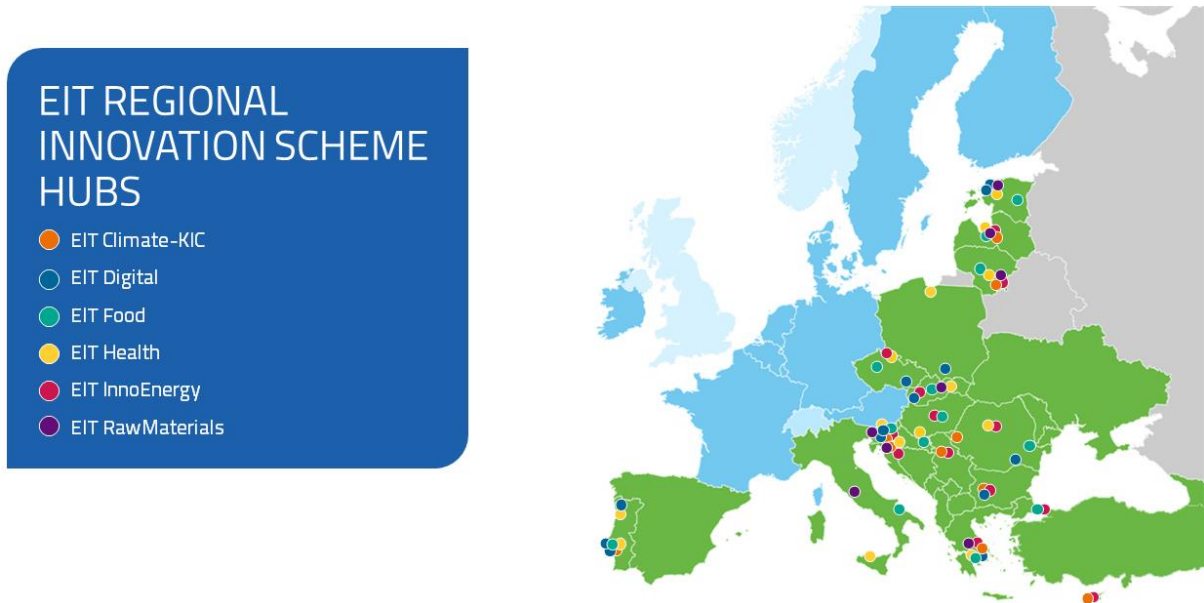 EIT REGIONAL
INNOVATION SCHEME
HUBS
EIT Climate-KIC
EIT Digital
EIT Food
EIT Health
EIT InnoEnergy
EIT RawMaterials